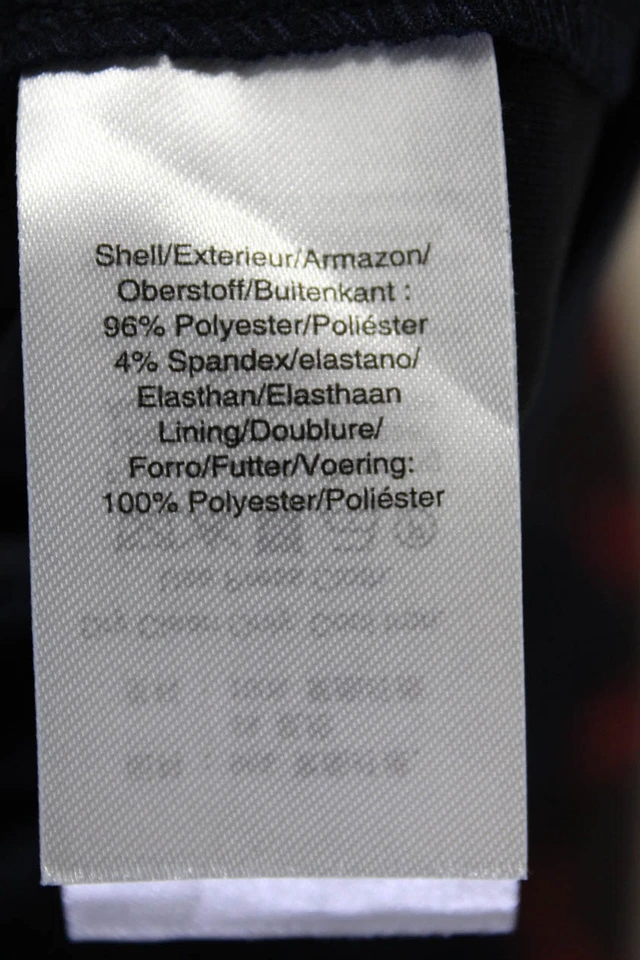 Shell/Exterieur/Armazon/
Oberstoff/Buitenkant :
96% Polyester/Poliéster
4% Spandex/elastano/
Elasthan/Elasthaan
Lining/Doublure/
Forro/Futter/Voering:
100% Polyester/Poliéster